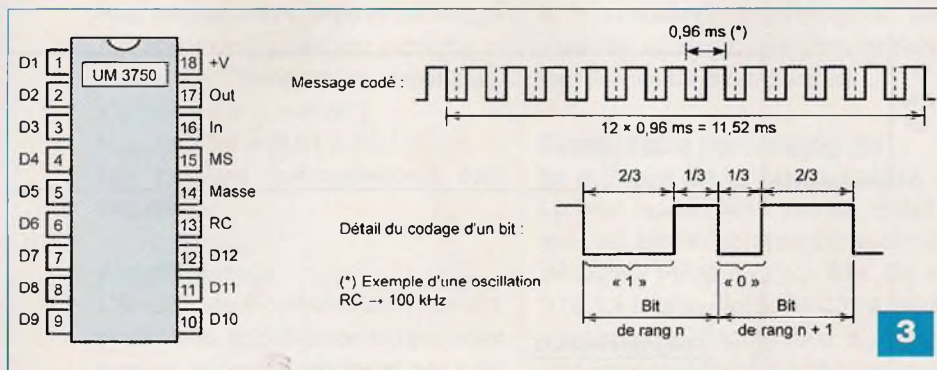 UM 3750
D1 1
D2 2
D3 3
D4 4
D5 5
D6 6
D7 7
D8 8
D9 9
18 +V
17 Out
16 In
15 MS
14 Masse
13 RC
12 D12
11 D11
10 D10
Message codé :
0,96 ms (*)
12 × 0,96 ms = 11,52 ms
2/3 1/3 1/3 2/3
Détail du codage d'un bit :
« 1 » « 0 »
(*) Exemple d'une oscillation
RC → 100 kHz
Bit Bit
de rang n de rang n + 1
3